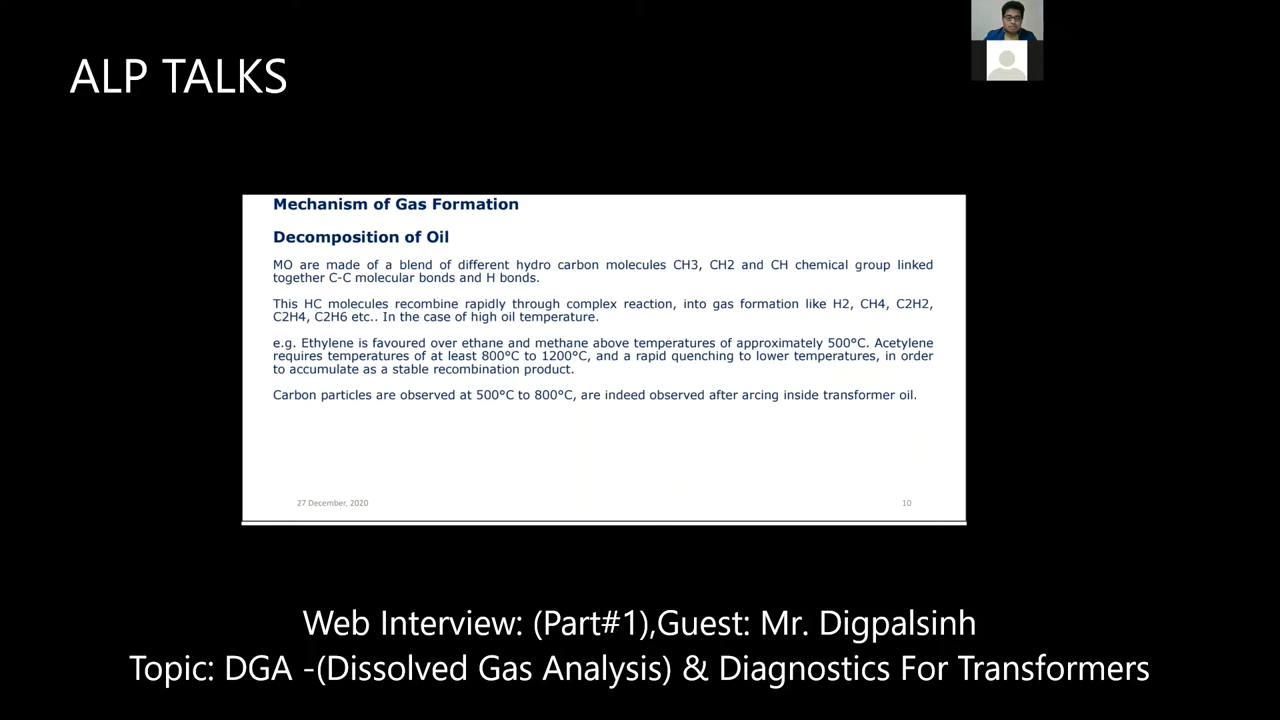 ALP TALKS
Mechanism of Gas Formation
Decomposition of Oil
MO are made of a blend of different hydro carbon molecules CH3, CH2 and CH chemical group linked
together C-C molecular bonds and H bonds.
This HC molecules recombine rapidly through complex reaction, into gas formation like H2, CH4, C2H2,
C2H4, C2H6 etc.. In the case of high oil temperature.
e.g. Ethylene is favoured over ethane and methane above temperatures of approximately 500°C. Acetylene
requires temperatures of at least 800°C to 1200°C, and a rapid quenching to lower temperatures, in order
to accumulate as a stable recombination product.
Carbon particles are observed at 500°C to 800°C, are indeed observed after arcing inside transformer oil.
27 December, 2020
10
Web Interview: (Part#1),Guest: Mr. Digpalsinh
Topic: DGA -(Dissolved Gas Analysis) & Diagnostics For Transformers